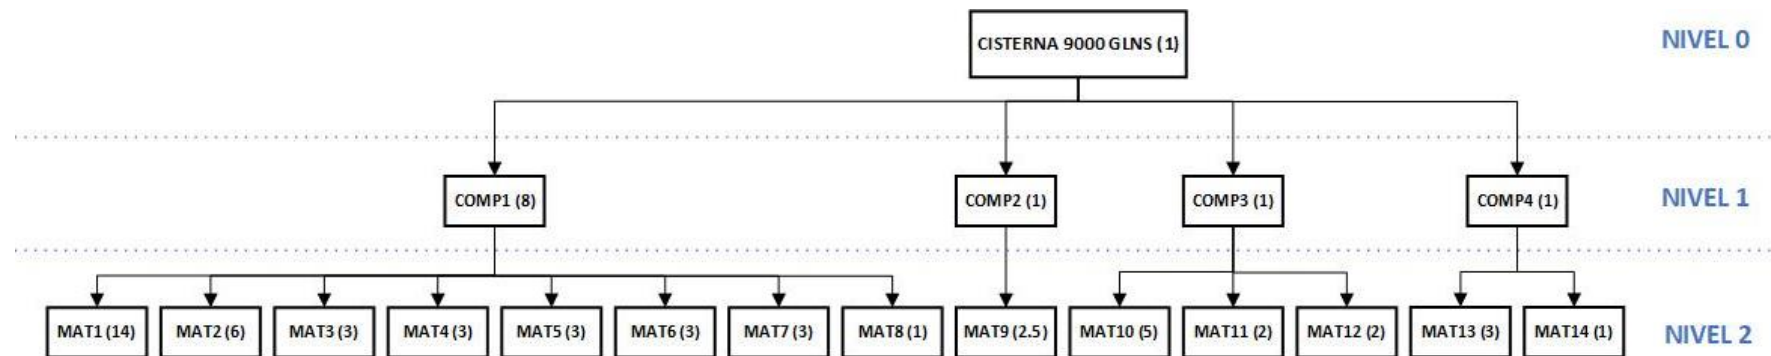 CISTERNA 9000 GLNS (1)
NIVEL 0
COMP1 (8)
COMP2 (1)
COMP3 (1)
COMP4 (1)
NIVEL 1
MAT1 (14)
MAT2 (6)
MAT3 (3)
MAT4 (3)
MAT5 (3)
MAT6 (3)
MAT7 (3)
MAT8 (1)
MAT9 (2.5)
MAT10 (5)
MAT11 (2)
MAT12 (2)
MAT13 (3)
MAT14 (1)
NIVEL 2